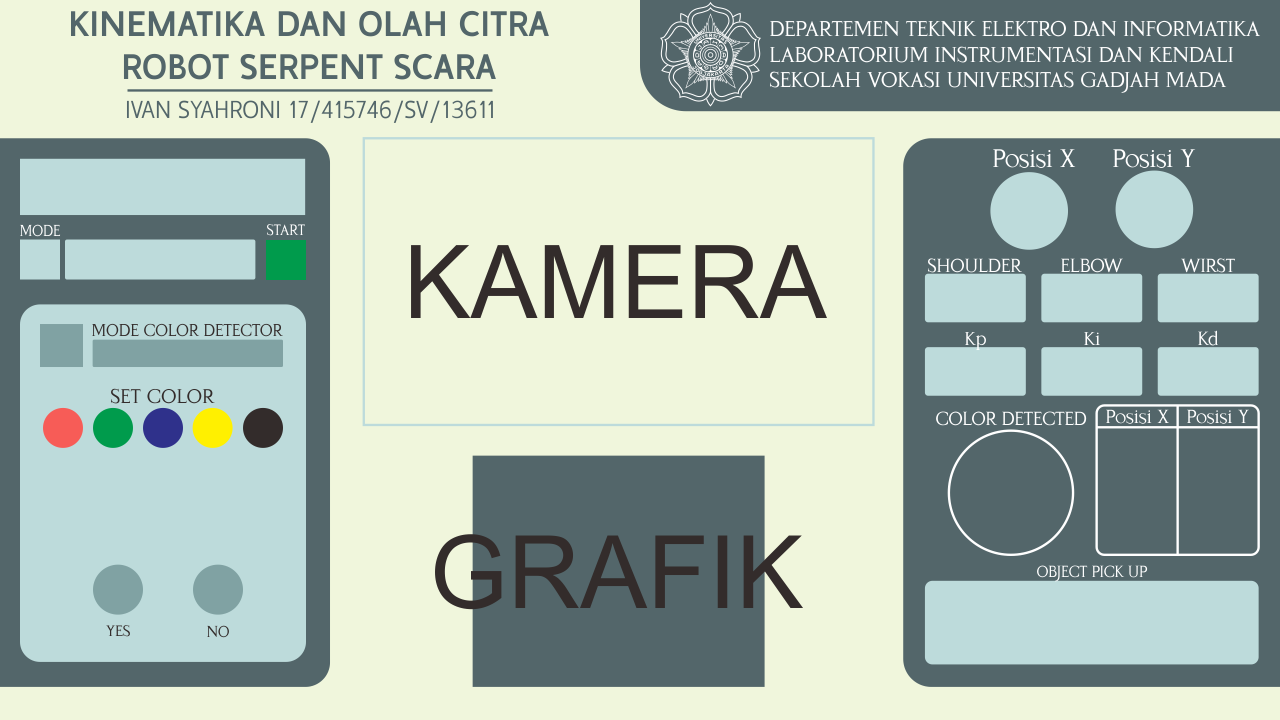 KINEMATIKA DAN OLAH CITRA
ROBOT SERPENT SCARA
IVAN SYAHRONI 17/415746/SV/13611
DEPARTEMEN TEKNIK ELEKTRO DAN INFORMATIKA
LABORATORIUM INSTRUMENTASI DAN KENDALI
SEKOLAH VOKASI UNIVERSITAS GADJAH MADA
MODE
START
MODE COLOR DETECTOR
SET COLOR
YES
NO
KAMERA
GRAFIK
Posisi X
Posisi Y
SHOULDER
ELBOW
WIRST
Kp
Ki
Kd
COLOR DETECTED
Posisi X
Posisi Y
OBJECT PICK UP